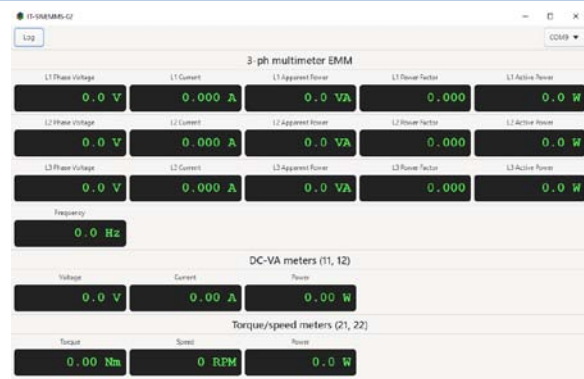 IT-SIM/MMS-G2
Log
COM9
3-ph multimeter EMM
L1 Phase Voltage L1 Current L1 Apparent Power L1 Power Factor L1 Active Power
0.0 V 0.000 A 0.0 VA 0.000 0.0 W
L2 Phase Voltage L2 Current L2 Apparent Power L2 Power Factor L2 Active Power
0.0 V 0.000 A 0.0 VA 0.000 0.0 W
L3 Phase Voltage L3 Apparent Power L3 Power Factor L3 Active Power
0.0 V 0.000 A 0.0 VA 0.000 0.0 W
Frequency
0.0 Hz
DC-VA meters (11, 12)
Voltage Current Power
0.0 V 0.00 A 0.00 W
Torque/speed meters (21, 22)
Torque Speed Power
0.00 Nm 0 RPM 0.0 W